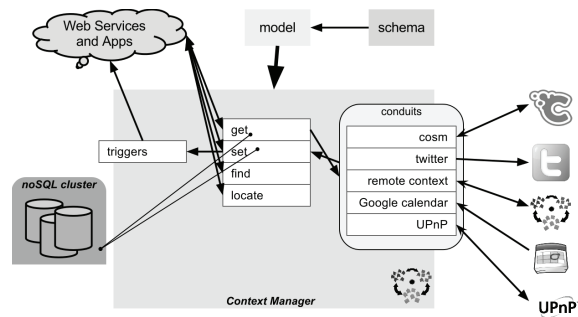 Web Services
and Apps
model
schema
conduits
get
set
find
locate
triggers
cosm
twitter
remote context
Google calendar
UPnP
noSQL cluster
Context Manager
UPnP